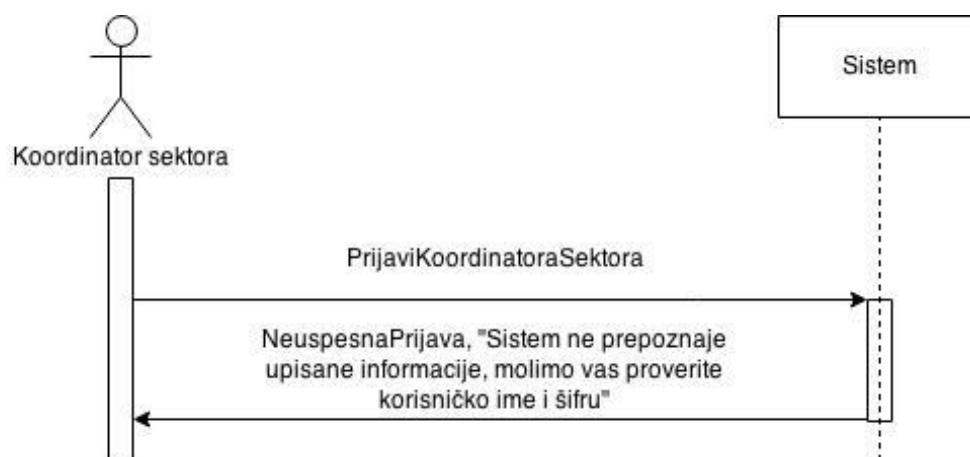 Sistem
Koordinator sektora
PrijaviKoordinatoraSektora
NeuspesnaPrijava, "Sistem ne prepoznaje
upisane informacije, molimo vas proverite
korisničko ime i šifru"